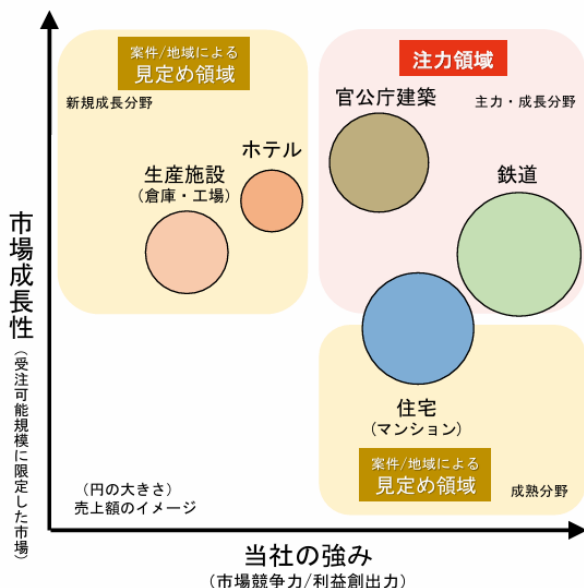 案件/地域による
見定め領域
新規成長分野
注力領域
主力・成長分野
官公庁建築
ホテル
生産施設
(倉庫・工場)
鉄道
住宅
(マンション)
案件/地域による
見定め領域
成熟分野
(円の大きさ)
売上額のイメージ
市場成長性
(受注可能規模に限定した市場)
当社の強み
(市場競争力/利益創出力)